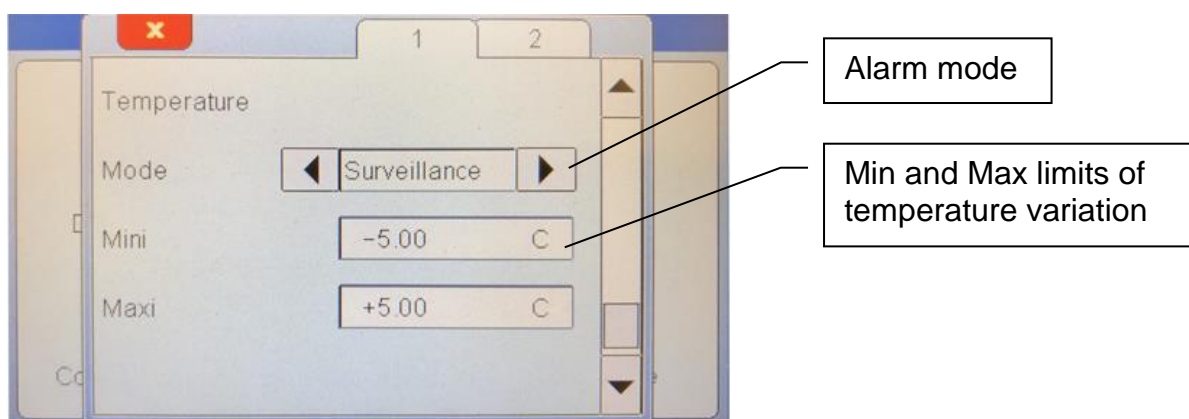 x
1 2
Temperature
Mode Surveillance
Mini -5.00 C
Maxi +5.00 C
Co
Alarm mode
Min and Max limits of
temperature variation